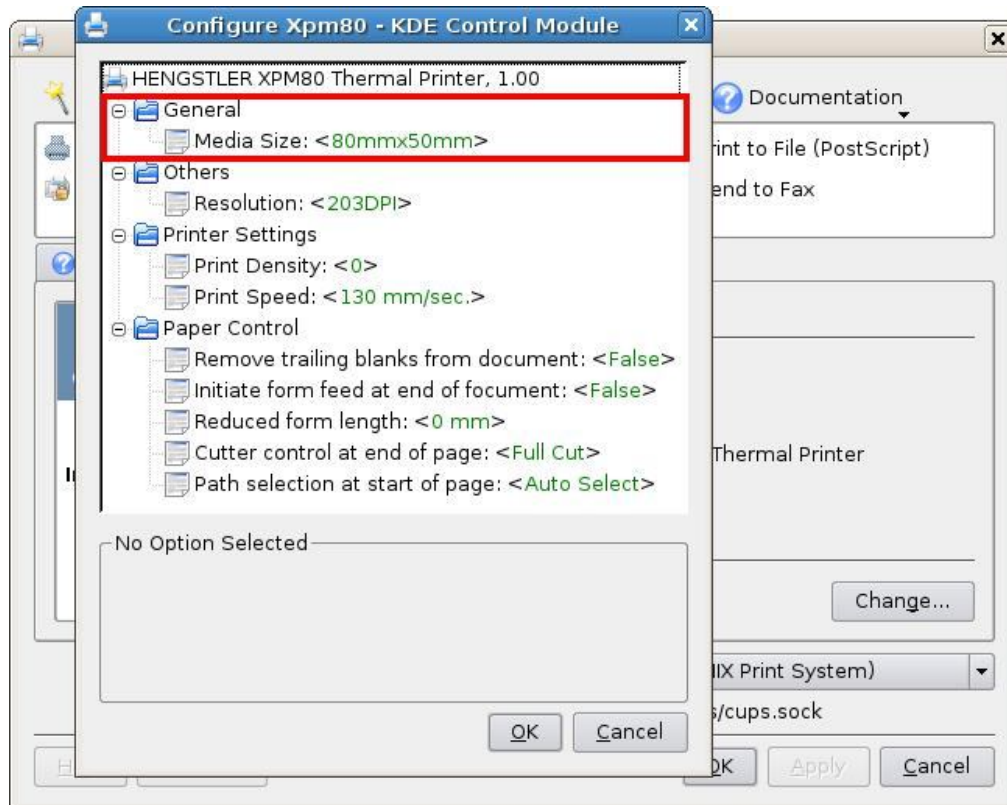 Configure Xpm80 - KDE Control Module
HENGSTLER XPM80 Thermal Printer, 1.00
General
Media Size: <80mmx50mm>
Others
Resolution: <203DPI>
Printer Settings
Print Density: <0>
Print Speed: <130 mm/sec.>
Paper Control
Remove trailing blanks from document: <False>
Initiate form feed at end of focument: <False>
Reduced form length: <0 mm>
Cutter control at end of page: <Full Cut>
Path selection at start of page: <Auto Select>
No Option Selected
OK Cancel
Documentation
to File (PostScript)
to Fax
Thermal Printer
Change...
Print System)
/cups.sock
Apply Cancel